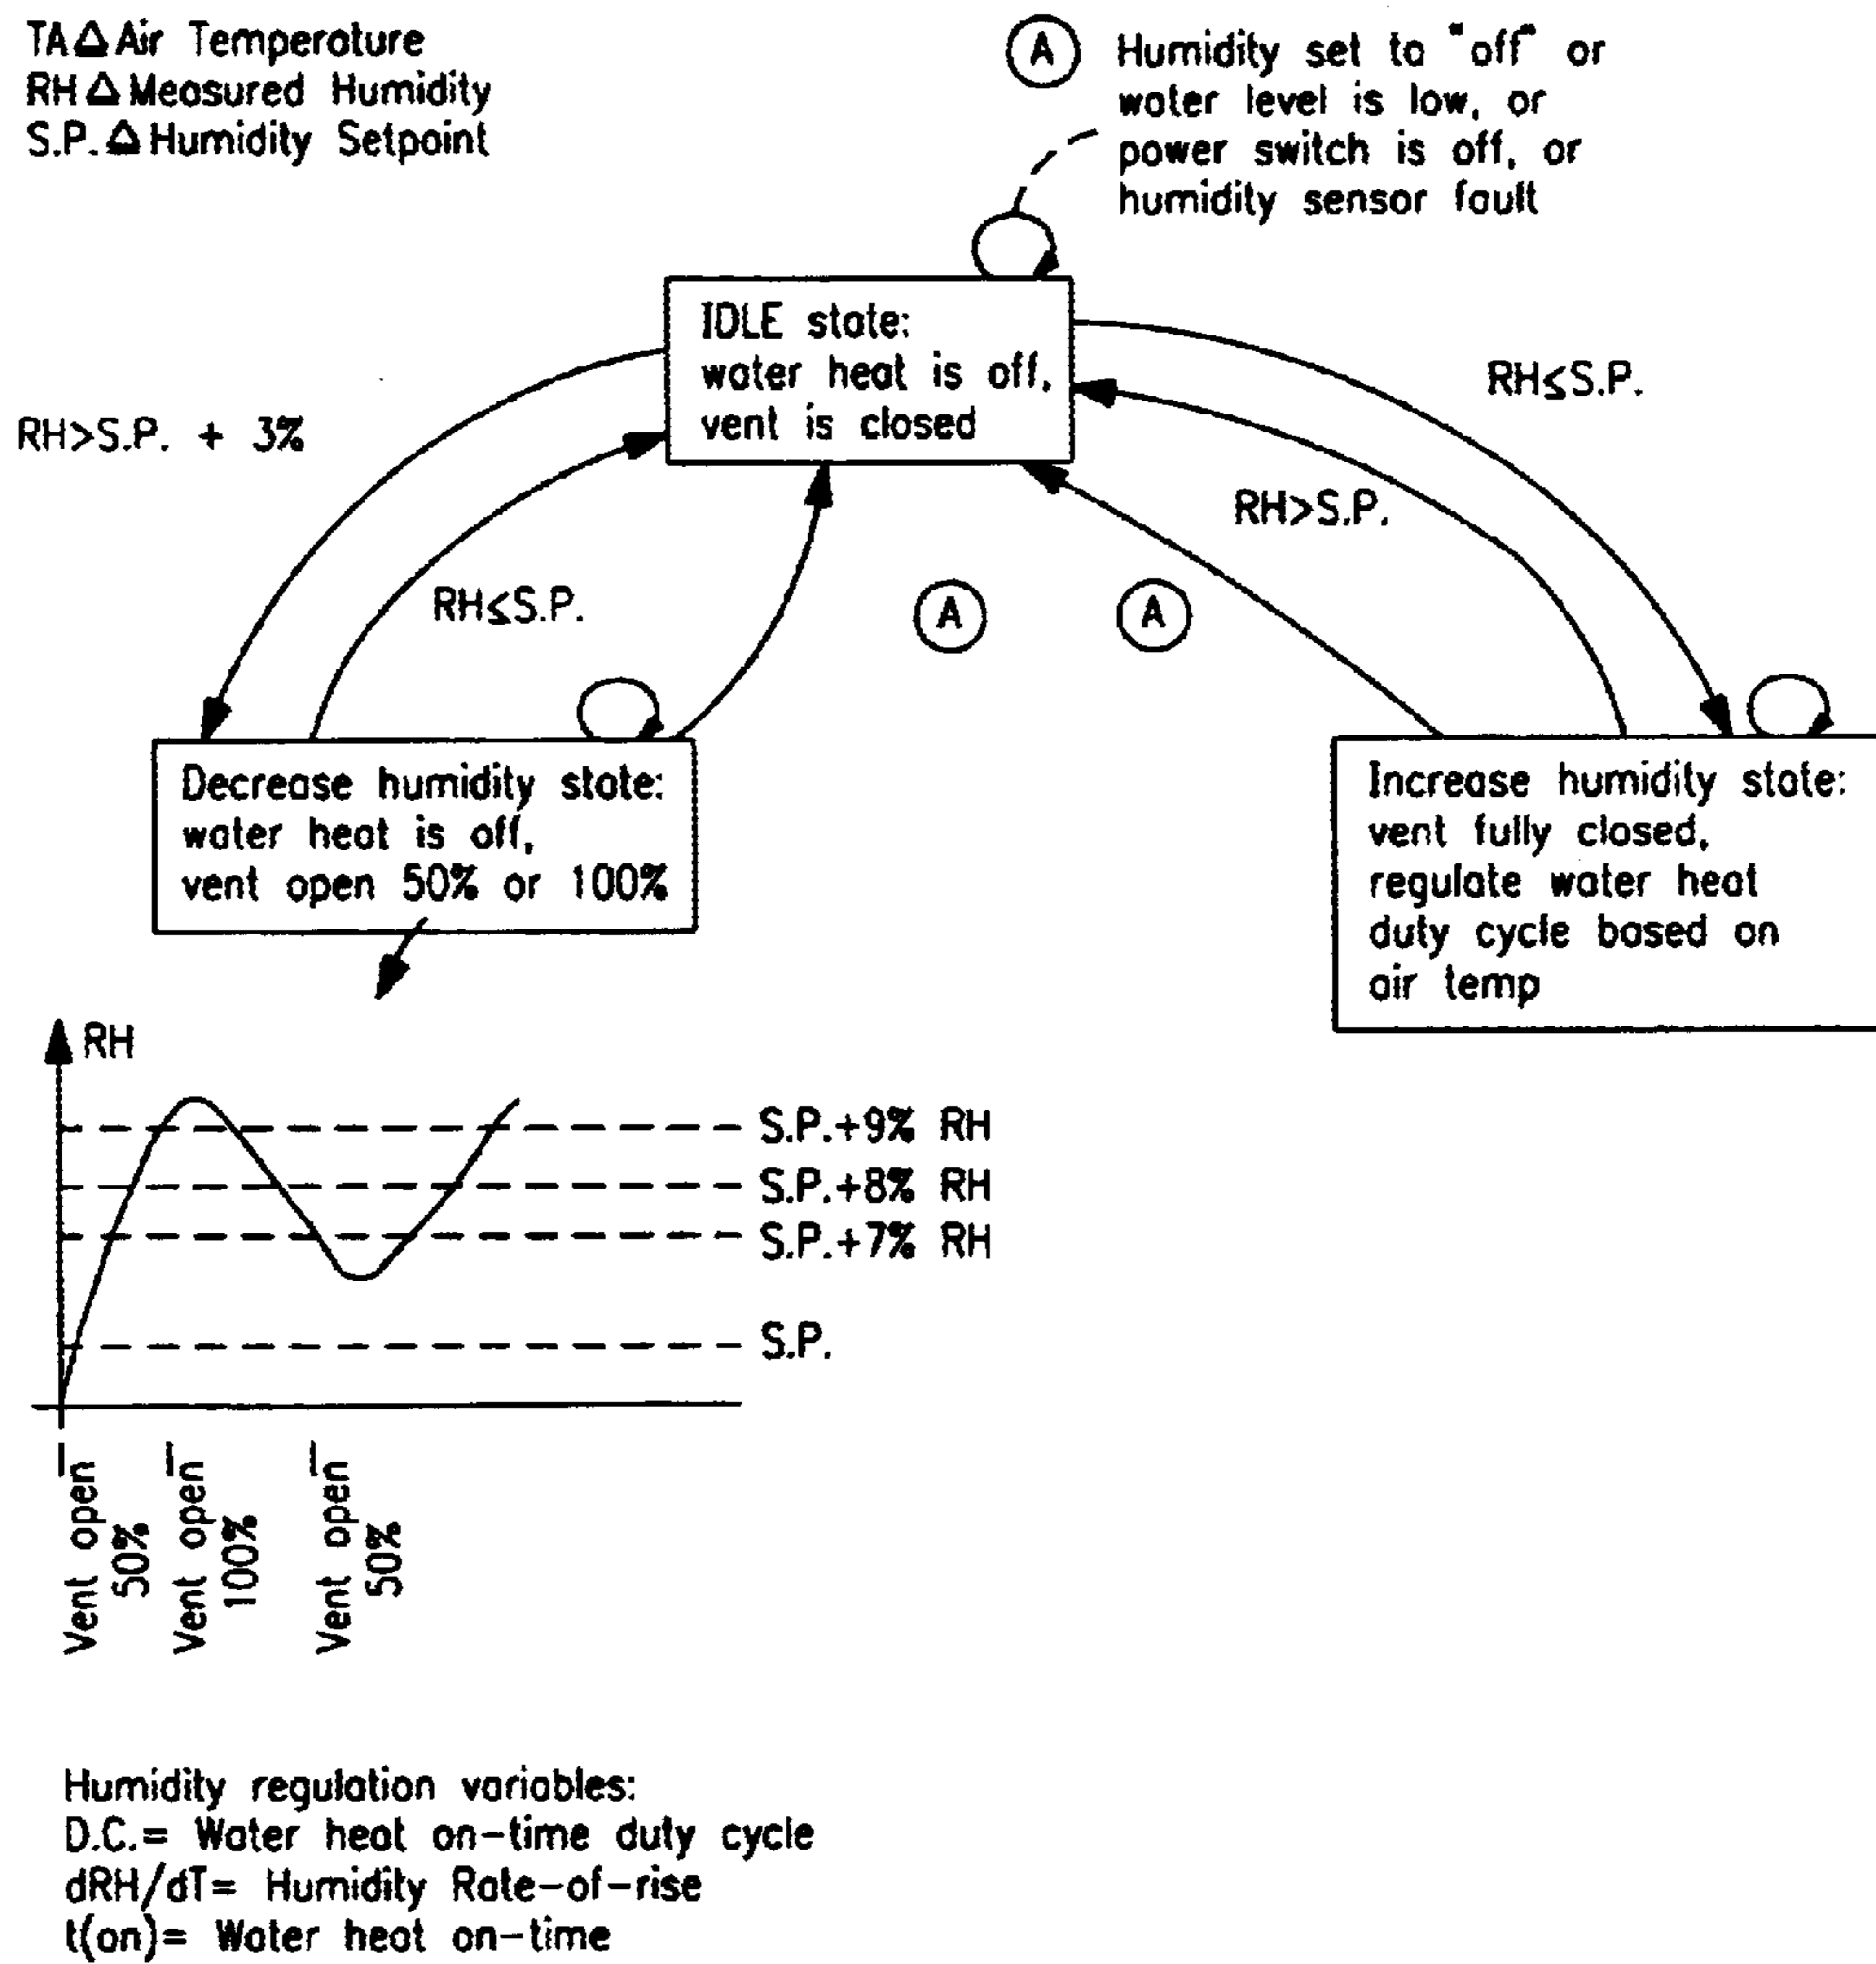 TA△Air Temperature
RH△Measured Humidity
S.P.△Humidity Setpoint
A
Humidity set to "off" or
water level is low, or
power switch is off, or
humidity sensor fault
IDLE state:
water heat is off,
vent is closed
RH>S.P. + 3%
RH≤S.P.
RH>S.P.
RH≤S.P.
A
A
Decrease humidity state:
water heat is off,
vent open 50% or 100%
Increase humidity state:
vent fully closed,
regulate water heat
duty cycle based on
air temp
RH
S.P.+9% RH
S.P.+8% RH
S.P.+7% RH
S.P.
Vent open
50%
Vent open
100%
Vent open
50%
Humidity regulation variables:
D.C.= Water heat on-time duty cycle
dRH/dT= Humidity Rate-of-rise
t(on)= Water heat on-time